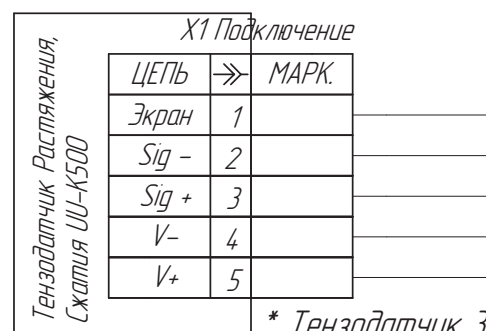 X1 Подключение
Тензодатчик Растяжения,
Сжатия UU-K500
ЦЕПЬ МАРК.
Экран 1
Sig - 2
Sig + 3
V- 4
V+ 5
* Тензодатчик